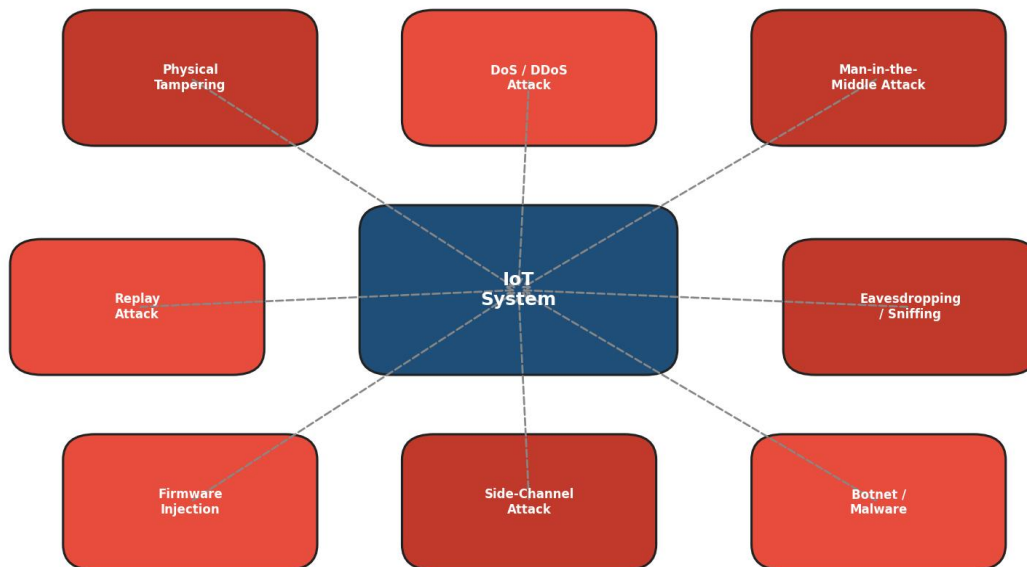 Physical
Tampering
DoS / DDoS
Attack
Man-in-the-
Middle Attack
IoT
System
Replay
Attack
Eavesdropping
/ Sniffing
Firmware
Injection
Side-Channel
Attack
Botnet /
Malware